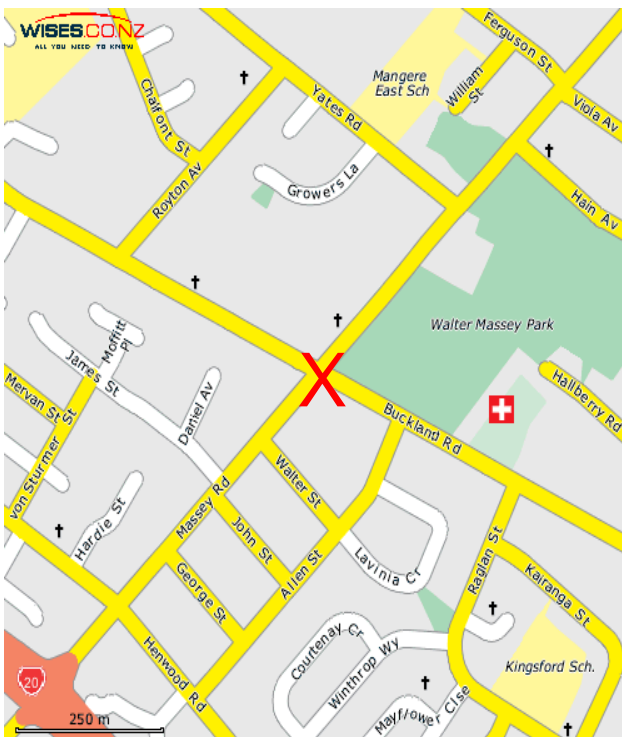 WISES.CO.NZ
ALL YOU NEED TO KNOW
Ferguson St
Chalfont St
Mangere
East Sch
William
St
Yates Rd
Viola Av
Royton Av
Growers La
Hain Av
Walter Massey Park
Moffitt
Pl
James St
X
Mervan St
Daniel Av
Hallberry Rd
Buckland Rd
von Sturmer St
Walter St
Massey Rd
Hardie St
John St
Allen St
Lavinia Cr
Raglan St
Kairanga St
George St
Courtenay Cr
Henwood Rd
Winthrop Wy
Kingsford Sch.
20
Mayflower Clse
250 m